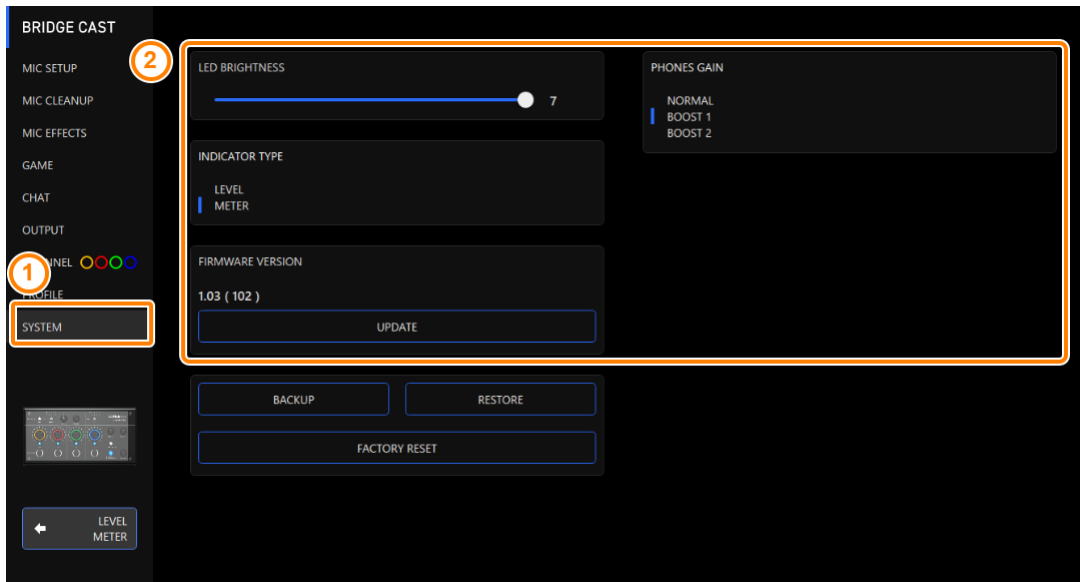 BRIDGE CAST
MIC SETUP
MIC CLEANUP
MIC EFFECTS
GAME
CHAT
OUTPUT
NNEL
1
PROFILE
SYSTEM
LEVEL
METER
2
LED BRIGHTNESS
7
INDICATOR TYPE
LEVEL
METER
FIRMWARE VERSION
1.03 ( 102 )
UPDATE
BACKUP
RESTORE
FACTORY RESET
PHONES GAIN
NORMAL
BOOST 1
BOOST 2